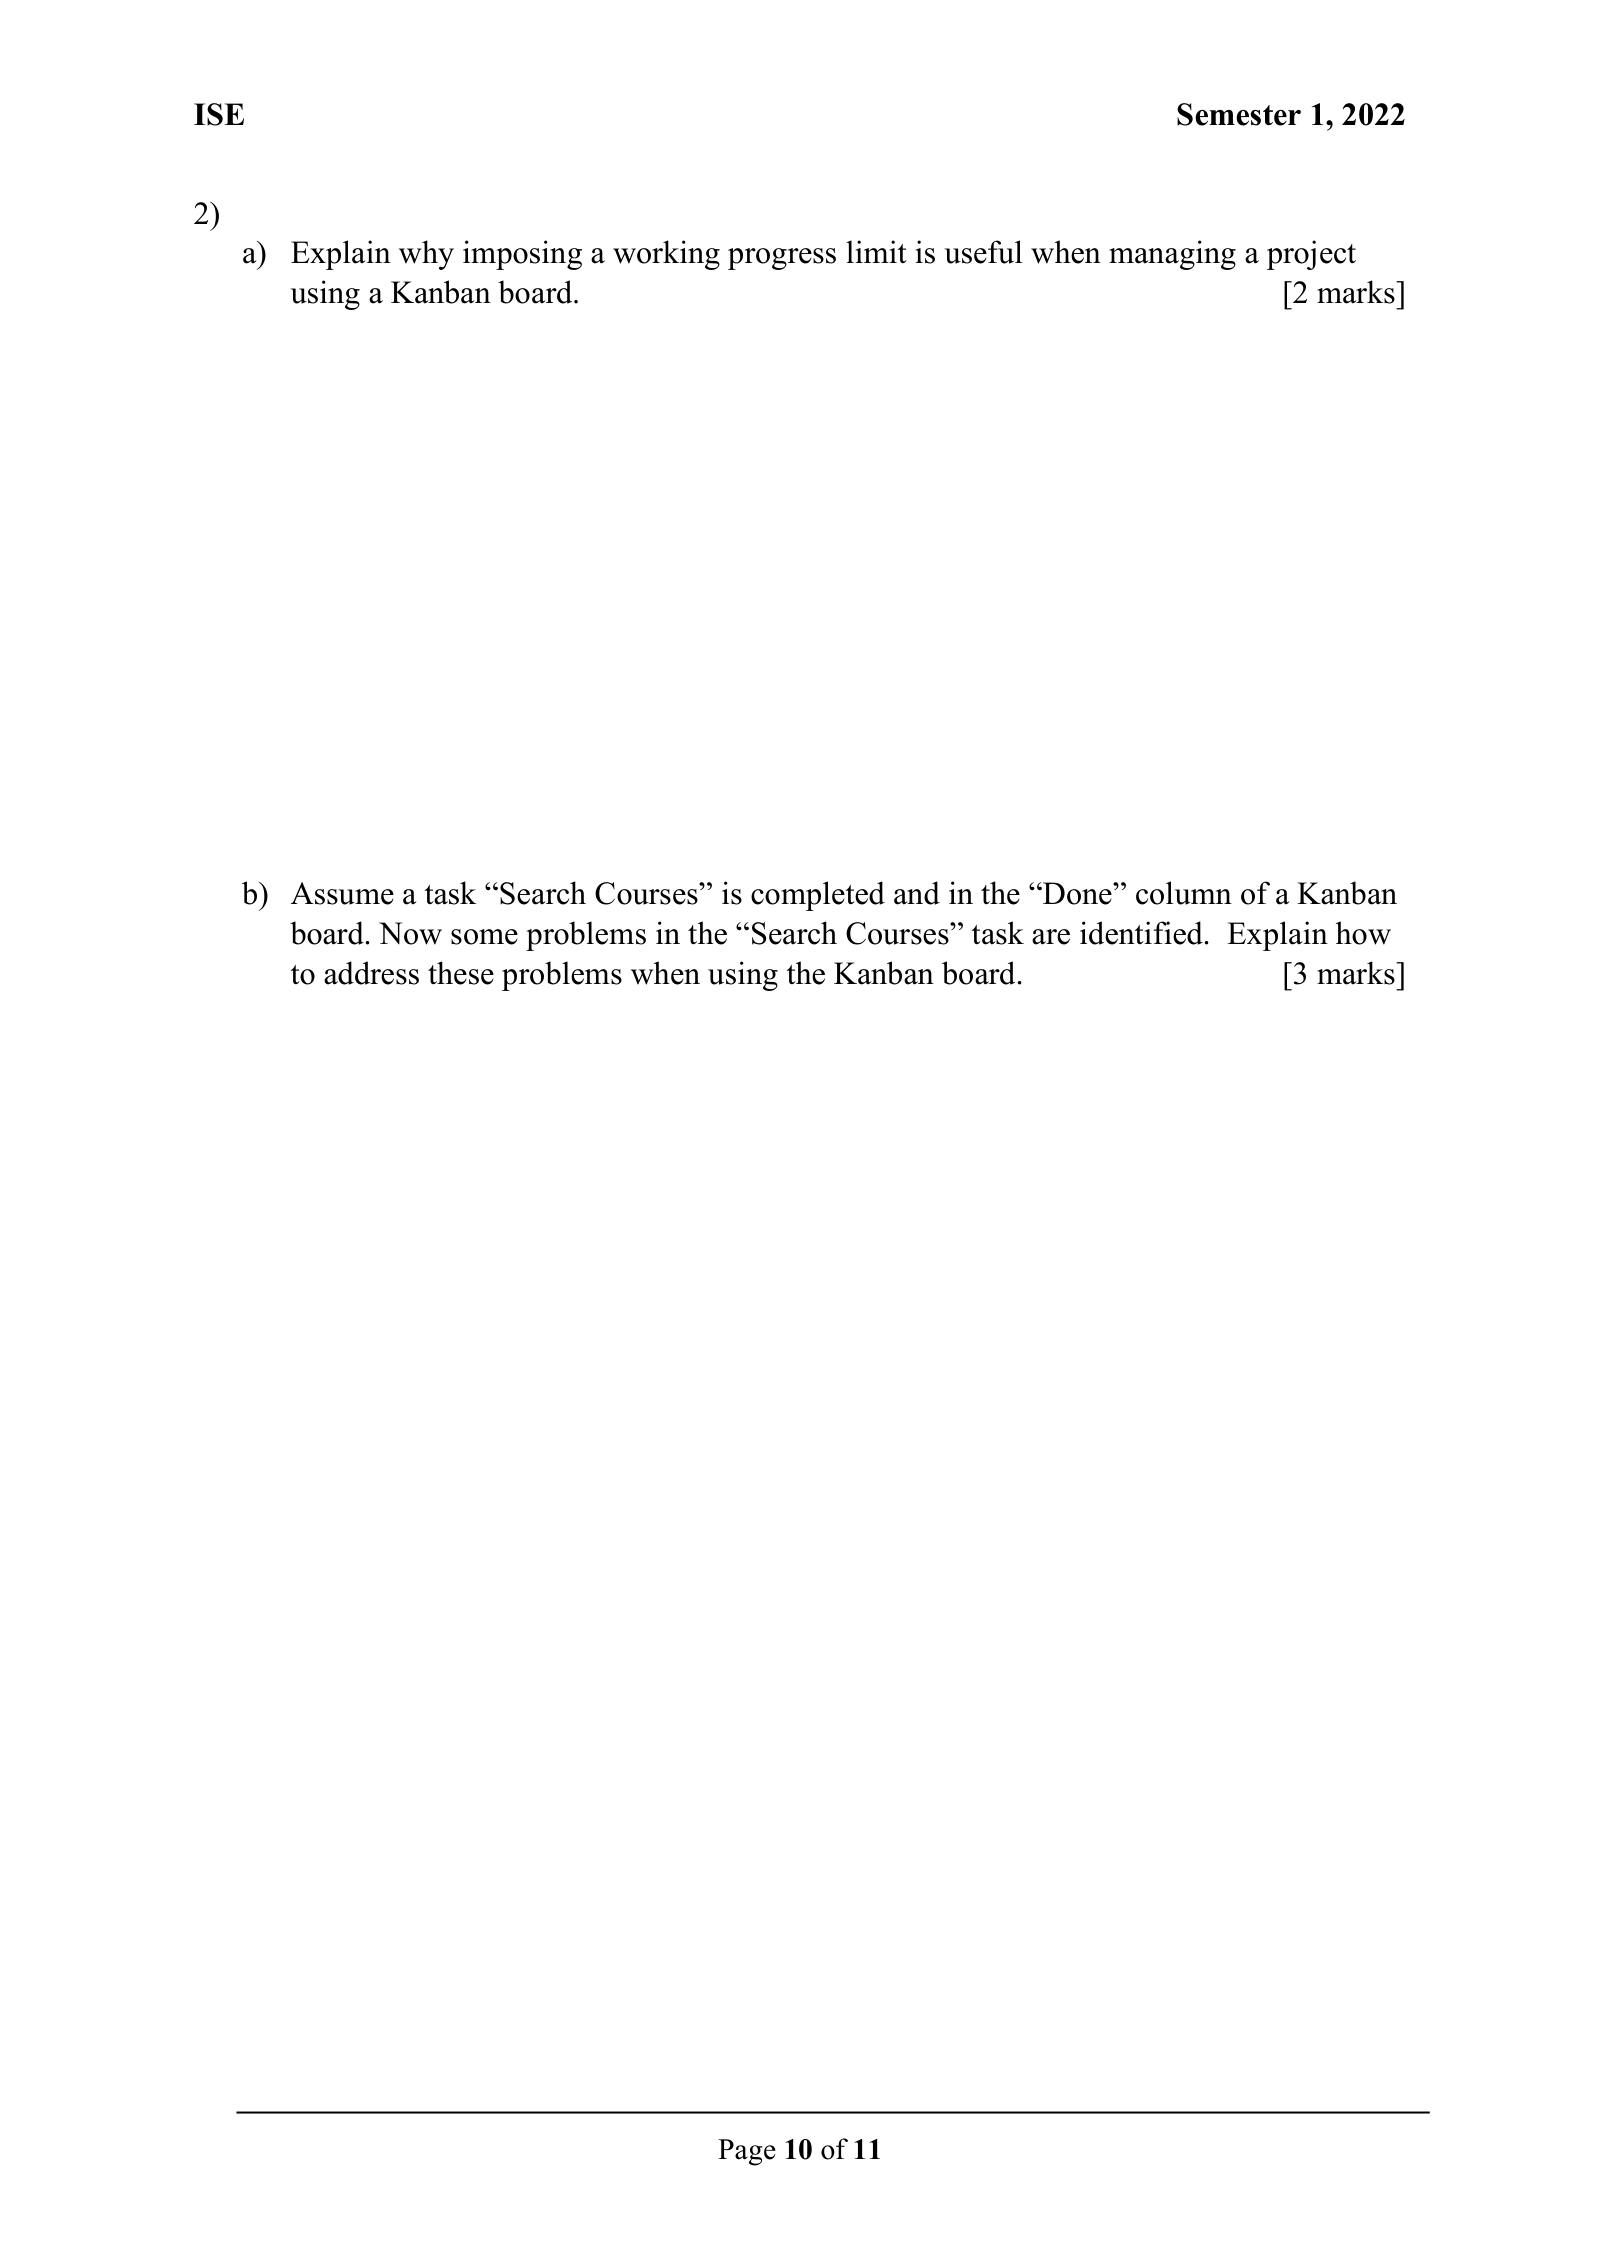 ISE Semester 1, 2022
2)
a) Explain why imposing a working progress limit is useful when managing a project
using a Kanban board. [2 marks]
b) Assume a task “Search Courses” is completed and in the “Done” column of a Kanban
board. Now some problems in the “Search Courses” task are identified.  Explain how
to address these problems when using the Kanban board. [3 marks]
Page 10 of 11